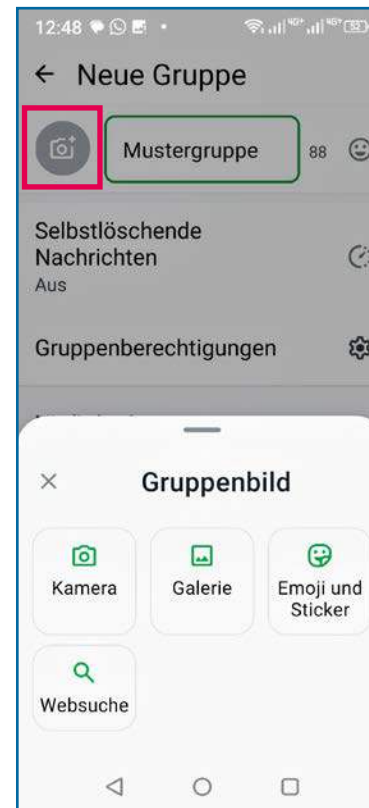 12:48
Neue Gruppe
Mustergruppe 88
Selbstlöschende
Nachrichten
Aus
Gruppenberechtigungen
Gruppenbild
Kamera Galerie Emoji und
Sticker
Websuche